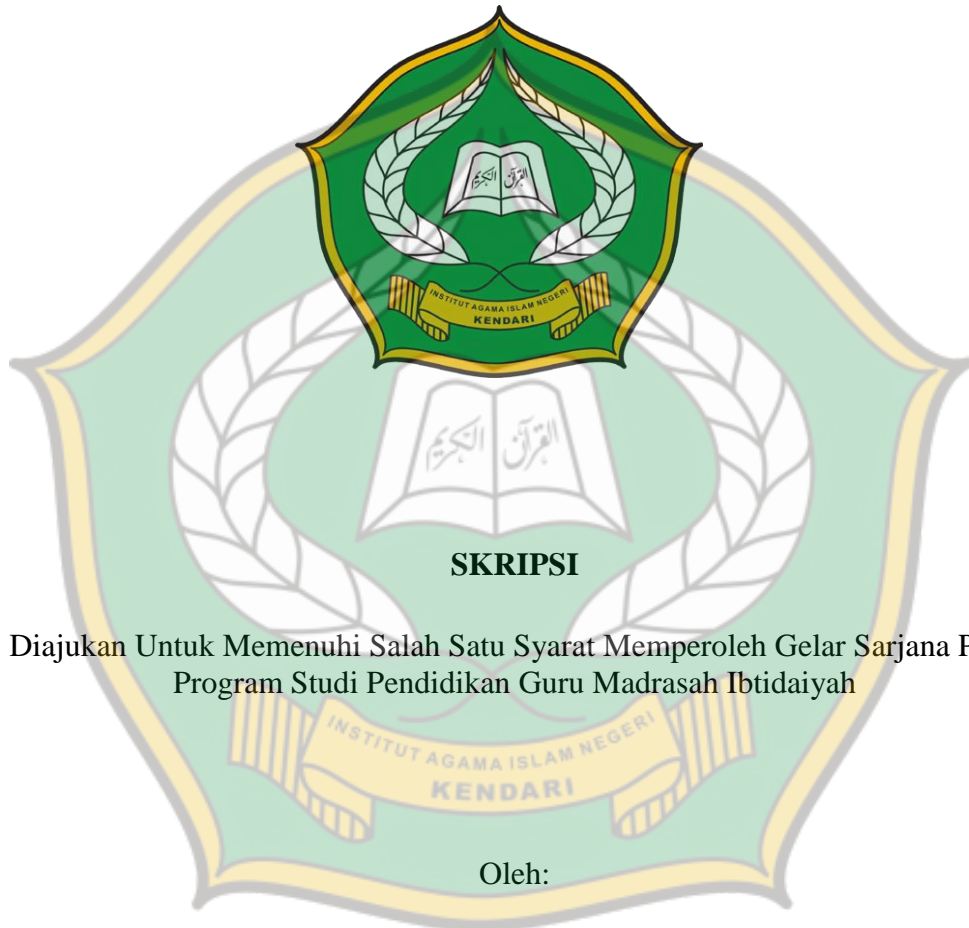 القرآن الكريم
INSTITUT AGAMA ISLAM NEGERI
KENDARI
القرآن الكريم
SKRIPSI
Diajukan Untuk Memenuhi Salah Satu Syarat Memperoleh Gelar Sarjana P
Program Studi Pendidikan Guru Madrasah Ibtidaiyah
INSTITUT AGAMA ISLAM NEGERI
KENDARI
Oleh: